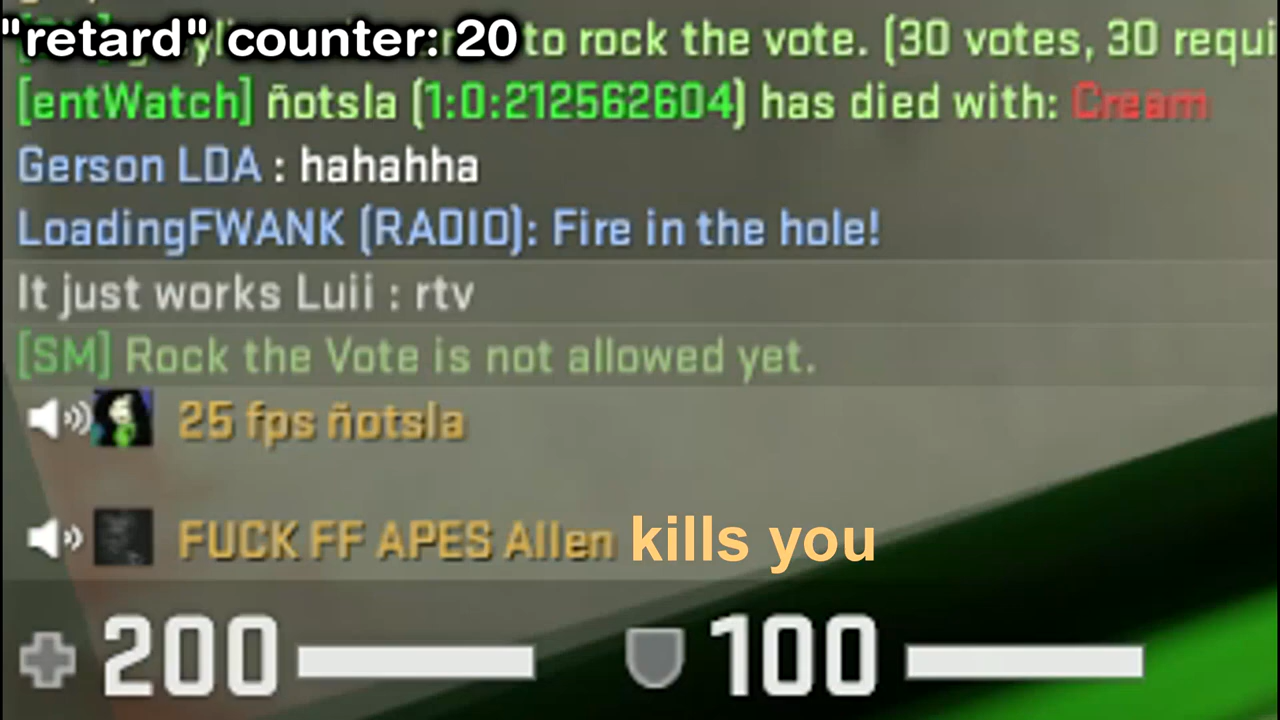 "retard" counter: 20 to rock the vote. (30 votes, 30 requi
[entWatch] ñotsla (1:0:212562604) has died with: Cream
Gerson LDA : hahahha
LoadingFWANK (RADIO): Fire in the hole!
It just works Luii : rtv
[SM] Rock the Vote is not allowed yet.
25 fps ñotsla
FUCK FF APES Allen kills you
200 100